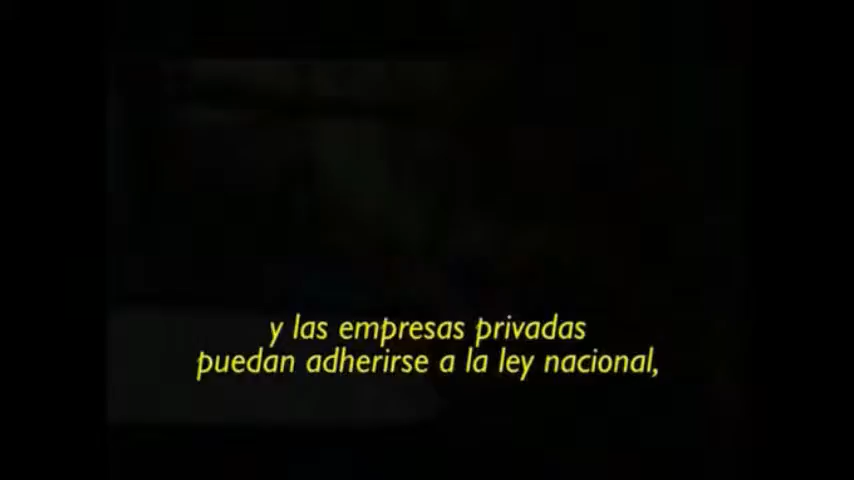 y las empresas privadas
puedan adherirse a la ley nacional,